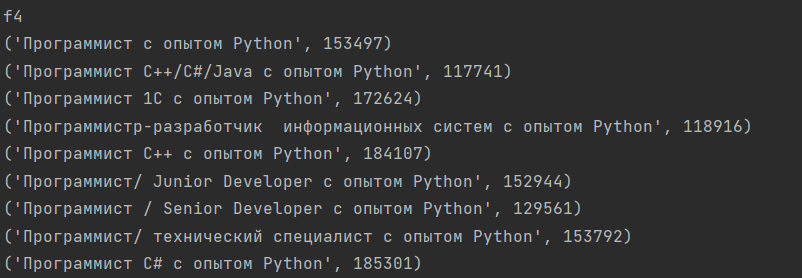 f4
('Программист с опытом Python', 153497)
('Программист C++/C#/Java с опытом Python', 117741)
('Программист 1C с опытом Python', 172624)
('Программистр-разработчик  информационных систем с опытом Python', 118916)
('Программист C++ с опытом Python', 184107)
('Программист/ Junior Developer с опытом Python', 152944)
('Программист / Senior Developer с опытом Python', 129561)
('Программист/ технический специалист с опытом Python', 153792)
('Программист C# с опытом Python', 185301)